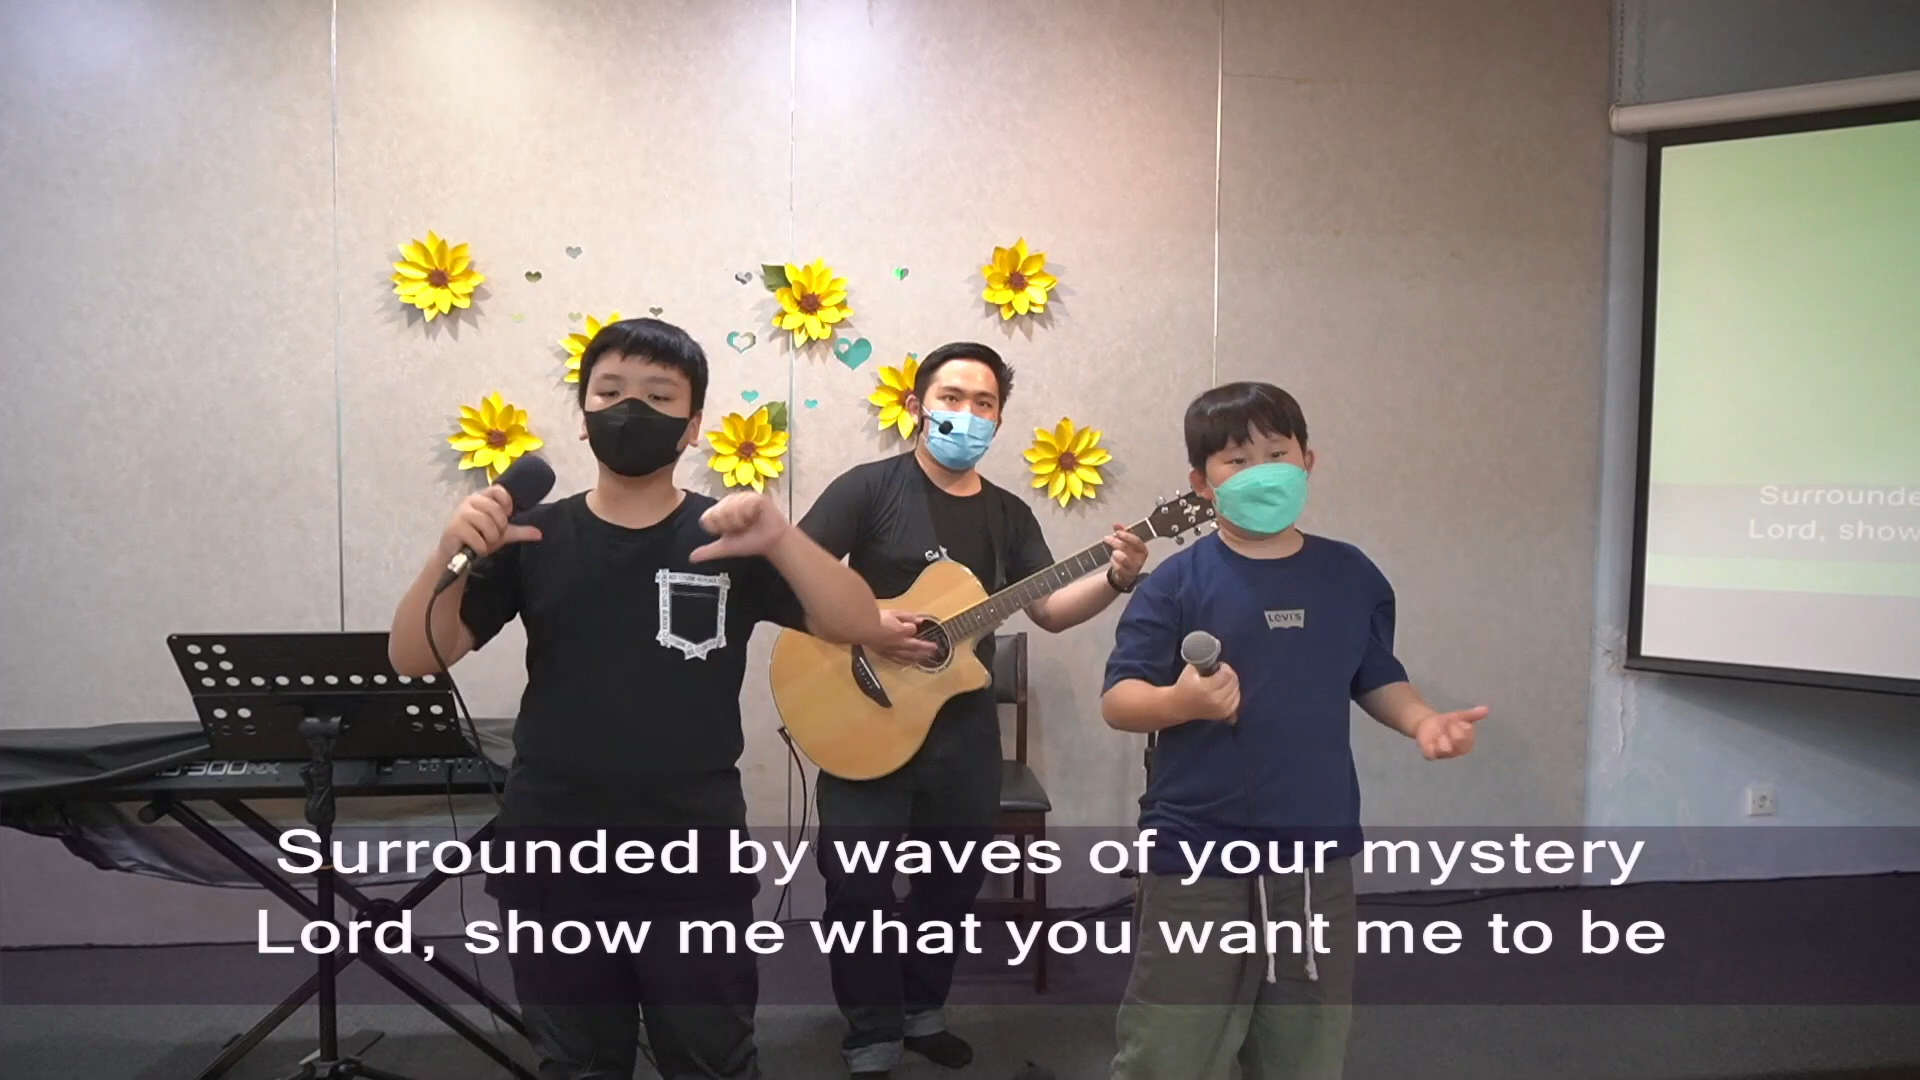 Surrounde
Lord, show
LEVI'S
300NX
Surrounded by waves of your mystery
Lord, show me what you want me to be